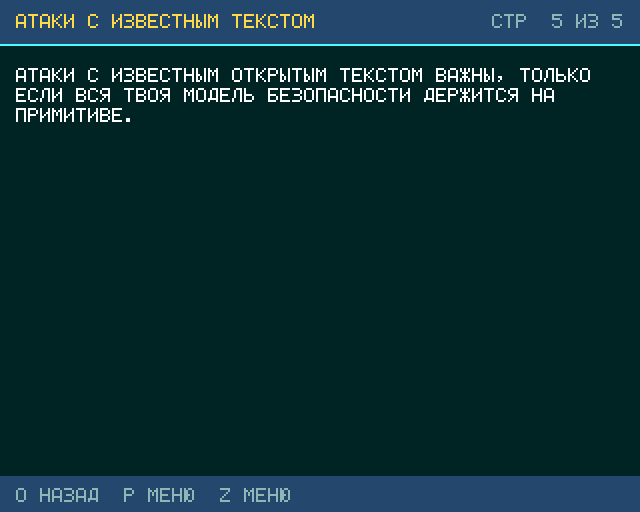 АТАКИ С ИЗВЕСТНЫМ ТЕКСТОМ
СТР 5 ИЗ 5
АТАКИ С ИЗВЕСТНЫМ ОТКРЫТЫМ ТЕКСТОМ ВАЖНЫ, ТОЛЬКО
ЕСЛИ ВСЯ ТВОЯ МОДЕЛЬ БЕЗОПАСНОСТИ ДЕРЖИТСЯ НА
ПРИМИТИВЕ.
O НАЗАД P МЕНЮ Z МЕНЮ